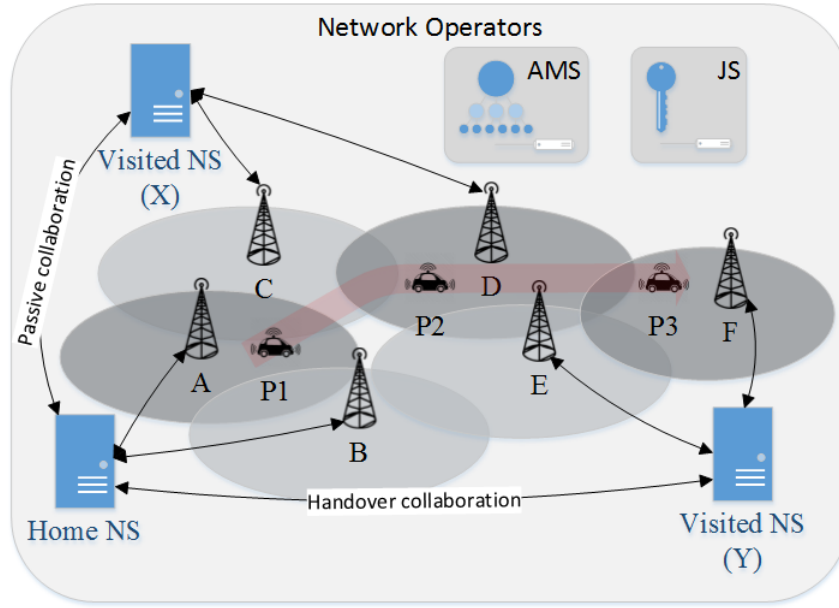 Network Operators
AMS
JS
Visited NS
(X)
Passive collaboration
C
D
A
P1
P2
P3
F
E
B
Home NS
Handover collaboration
Visited NS
(Y)